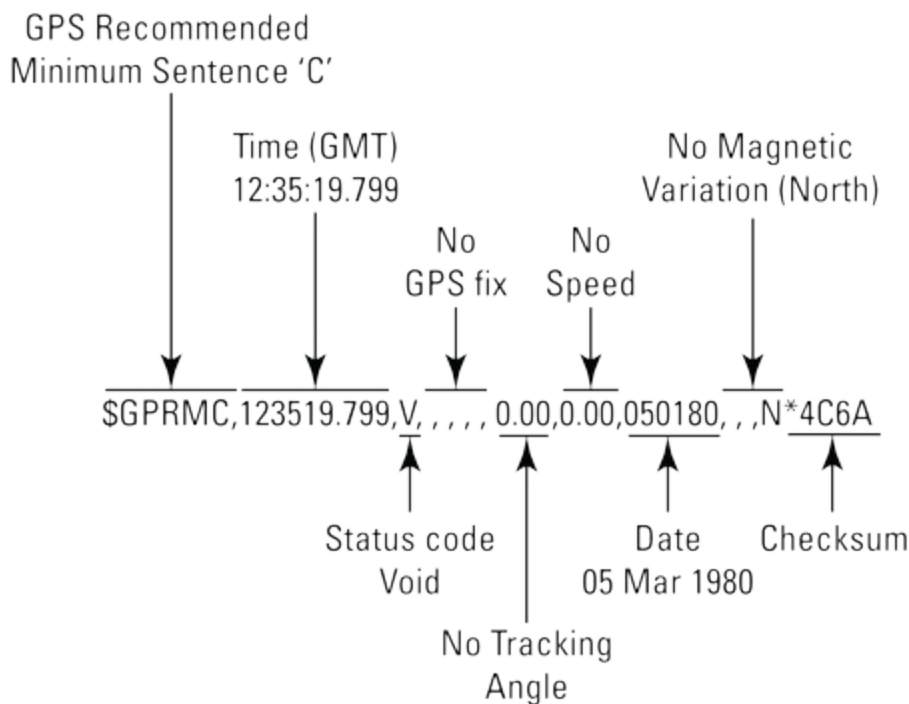 GPS Recommended
Minimum Sentence ‘C’
Time (GMT)
12:35:19.799
No Magnetic
Variation (North)
No
GPS fix
No
Speed
$GPRMC,123519.799,V,,,,,0.00,0.00,050180,,,N*4C6A
Status code
Void
Date
05 Mar 1980
Checksum
No Tracking
Angle